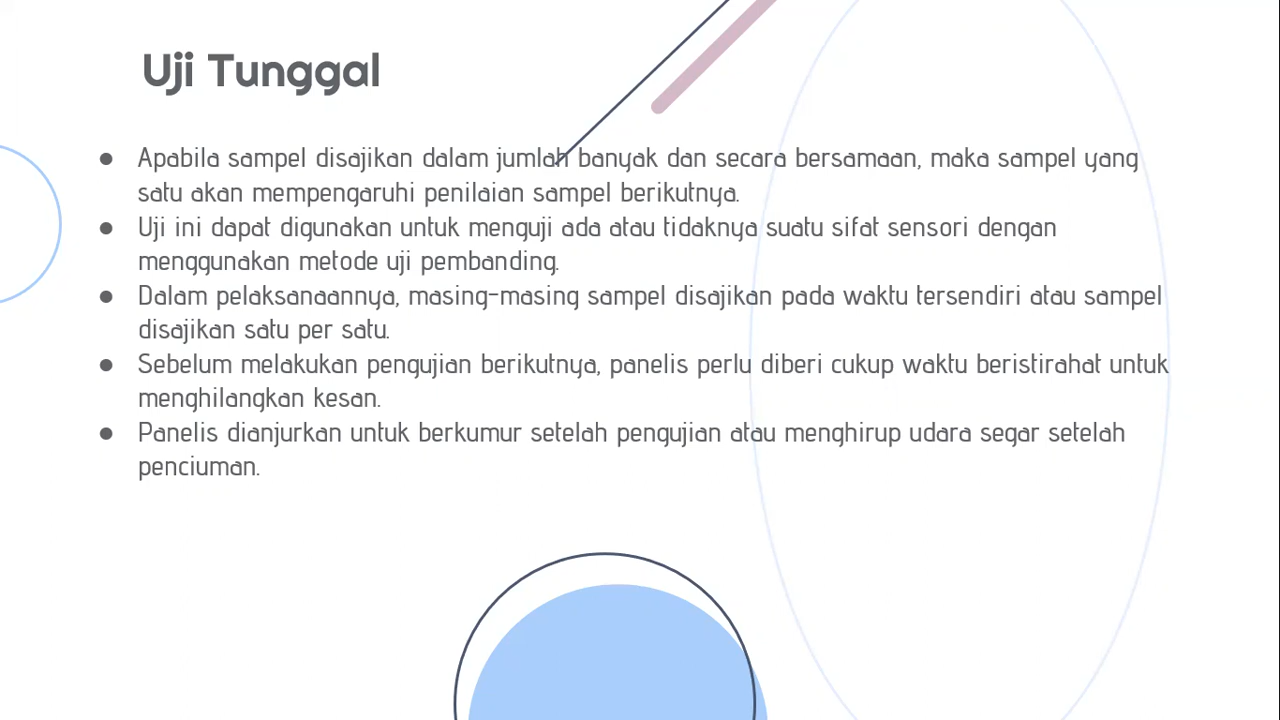 Uji Tunggal
● Apabila sampel disajikan dalam jumlah banyak dan secara bersamaan, maka sampel yang
satu akan mempengaruhi penilaian sampel berikutnya.
● Uji ini dapat digunakan untuk menguji ada atau tidaknya suatu sifat sensori dengan
menggunakan metode uji pembanding.
● Dalam pelaksanaannya, masing-masing sampel disajikan pada waktu tersendiri atau sampel
disajikan satu per satu.
● Sebelum melakukan pengujian berikutnya, panelis perlu diberi cukup waktu beristirahat untuk
menghilangkan kesan.
● Panelis dianjurkan untuk berkumur setelah pengujian atau menghirup udara segar setelah
penciuman.